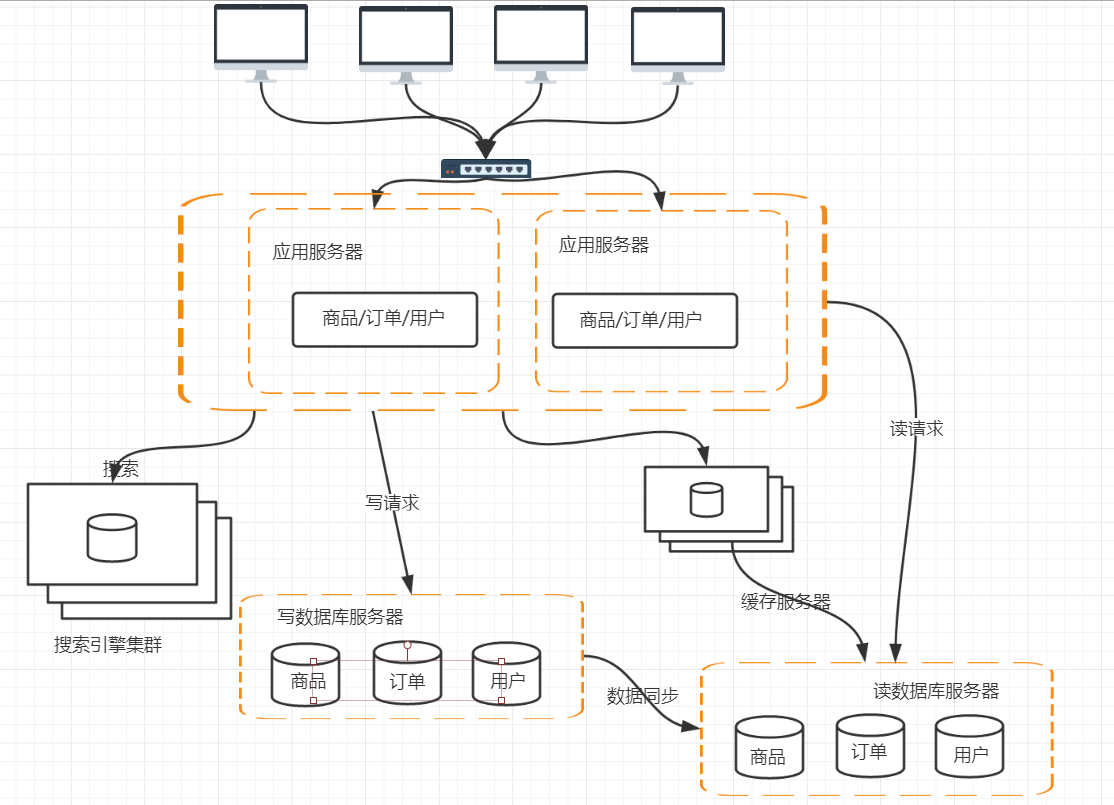 应用服务器
应用服务器
商品/订单/用户
商品/订单/用户
读请求
搜索
写请求
缓存服务器
写数据库服务器
搜索引擎集群
商品
订单
用户
数据同步
读数据库服务器
商品
订单
用户